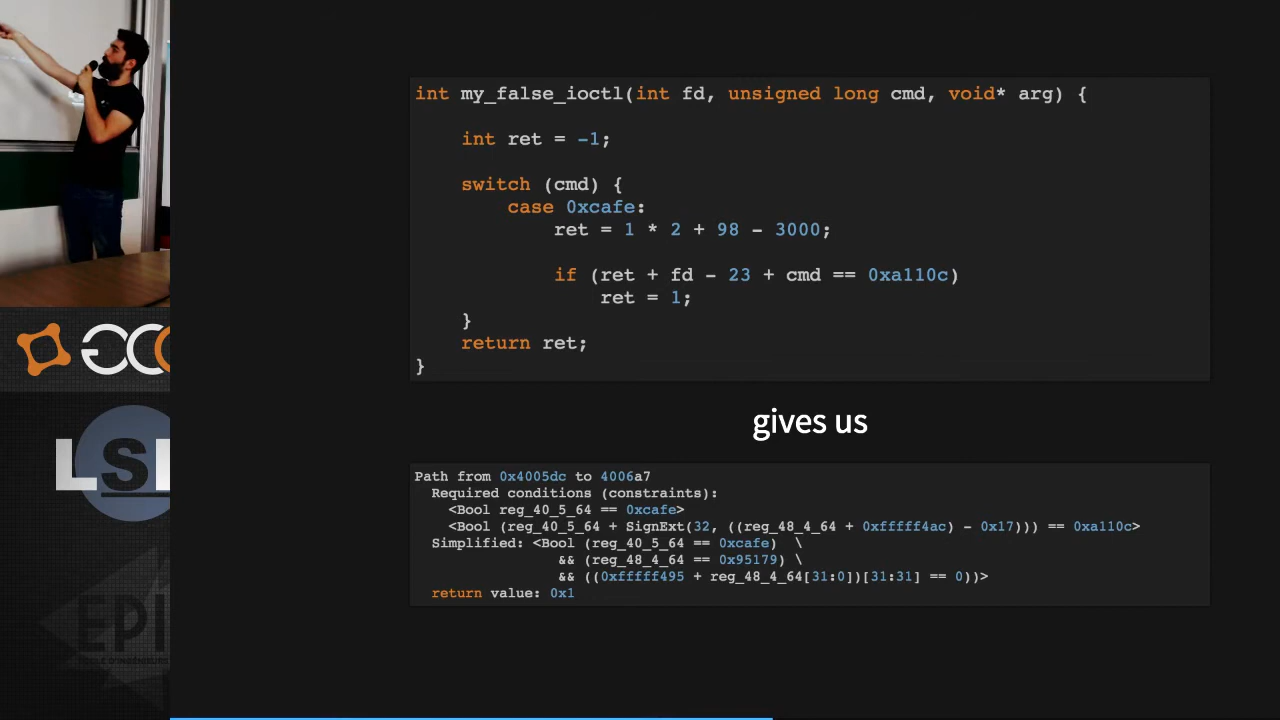 int my_false_ioctl(int fd, unsigned long cmd, void* arg) {
int ret = -1;
switch (cmd) {
case 0xcafe:
ret = 1 * 2 + 98 - 3000;
if (ret + fd - 23 + cmd == 0xa110c)
ret = 1;
}
return ret;
}
gives us
Path from 0x4005dc to 4006a7
Required conditions (constraints):
<Bool reg_40_5_64 == 0xcafe>
<Bool (reg_40_5_64 + SignExt(32, ((reg_48_4_64 + 0xfffff4ac) - 0x17))) == 0xa110c>
Simplified: <Bool (reg_40_5_64 == 0xcafe) \
&& (reg_48_4_64 == 0x95179) \
&& ((0xfffff495 + reg_48_4_64[31:0])[31:31] == 0))>
return value: 0x1
LS
EPI